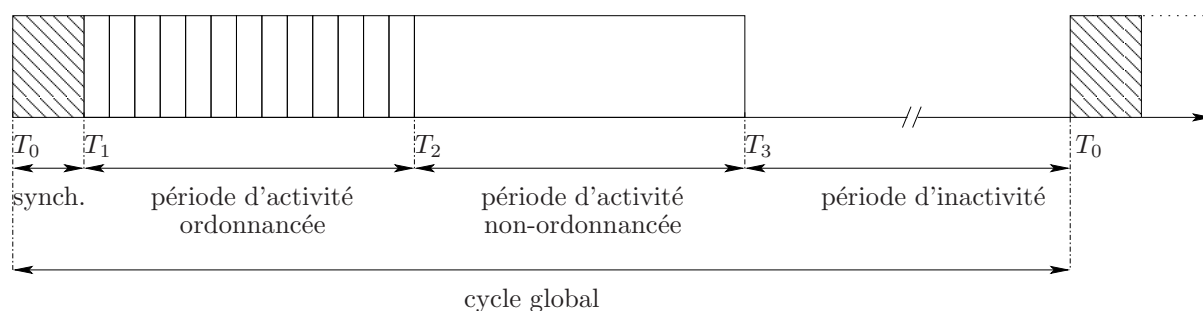 T₀ T₁ T₂ T₃ T₀
synch. période d'activité période d'activité période d'inactivité
ordonnancée non-ordonnancée
cycle global